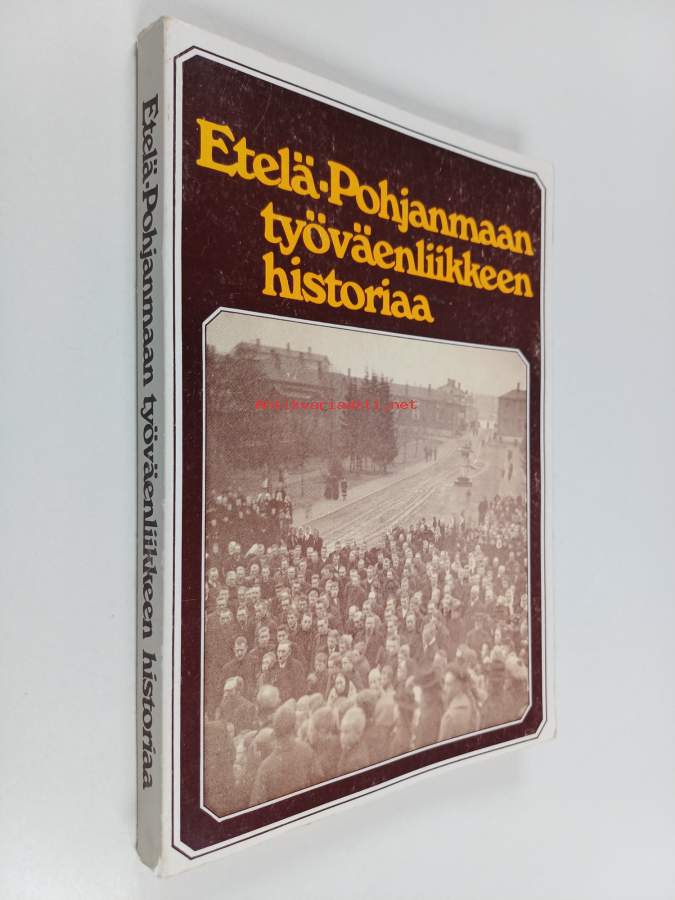 Etelä-Pohjanmaan työväenliikkeen historiaa
Etelä-Pohjanmaan
työväenliikkeen
historiaa
Antikvariaatti.net